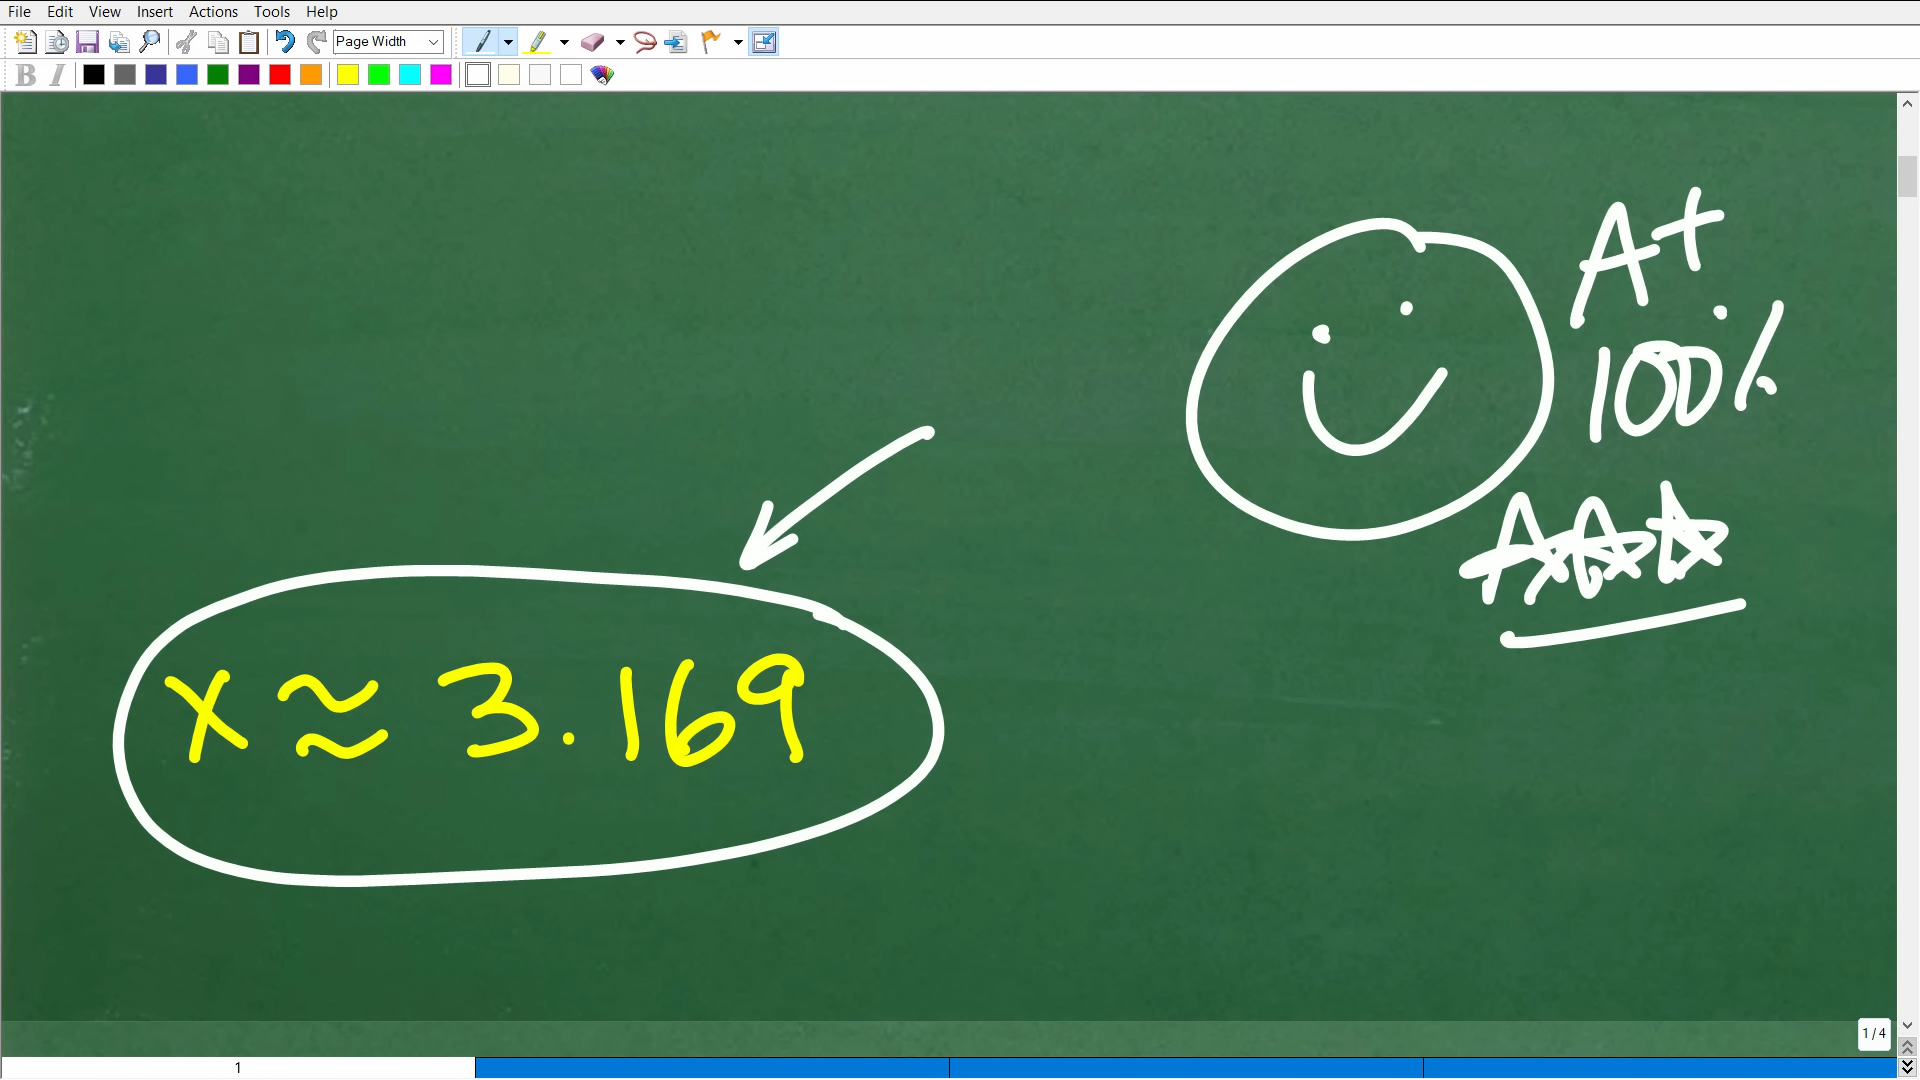 File Edit View Insert Actions Tools Help
Page Width
B I
A+
100%
x ≈ 3.169
1 / 4
1